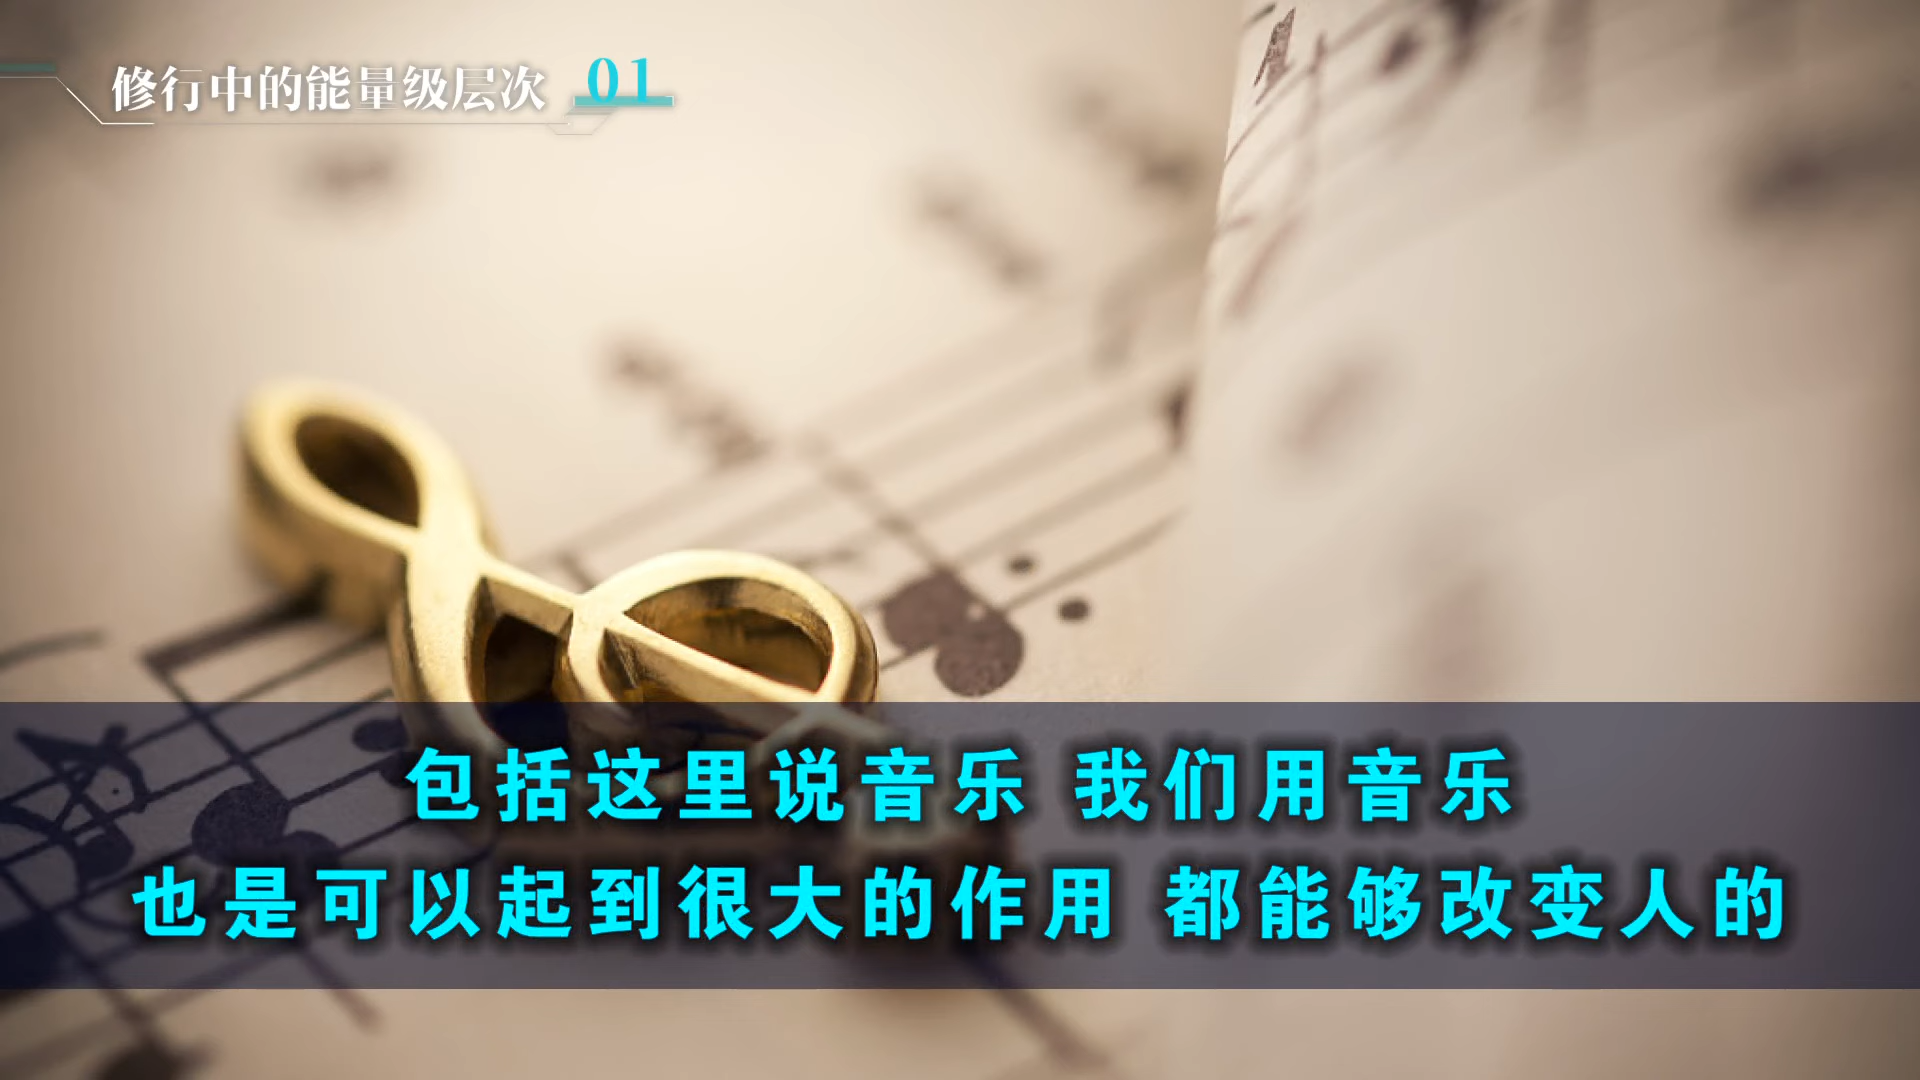 修行中的能量级层次 01
包括这里说音乐 我们用音乐
也是可以起到很大的作用 都能够改变人的